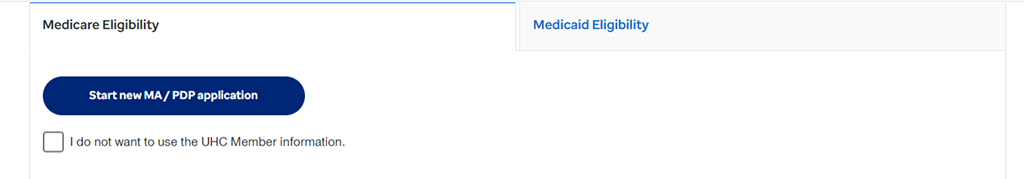 Medicare Eligibility
Medicaid Eligibility
Start new MA / PDP application
I do not want to use the UHC Member information.